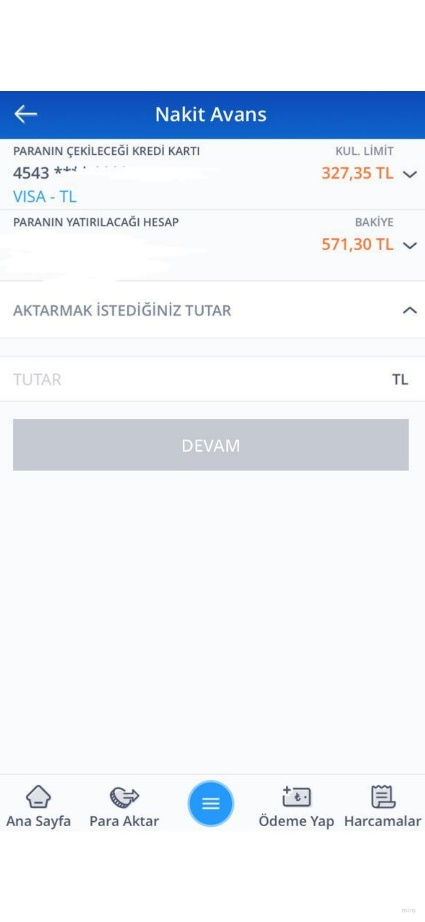 Nakit Avans
PARANIN ÇEKİLECEĞİ KREDİ KARTI
KUL. LİMİT
4543 ***
327,35 TL
VISA - TL
PARANIN YATIRILACAĞI HESAP
BAKİYE
571,30 TL
AKTARMAK İSTEDİĞİNİZ TUTAR
TUTAR
TL
DEVAM
Ana Sayfa
Para Aktar
Ödeme Yap
Harcamalar